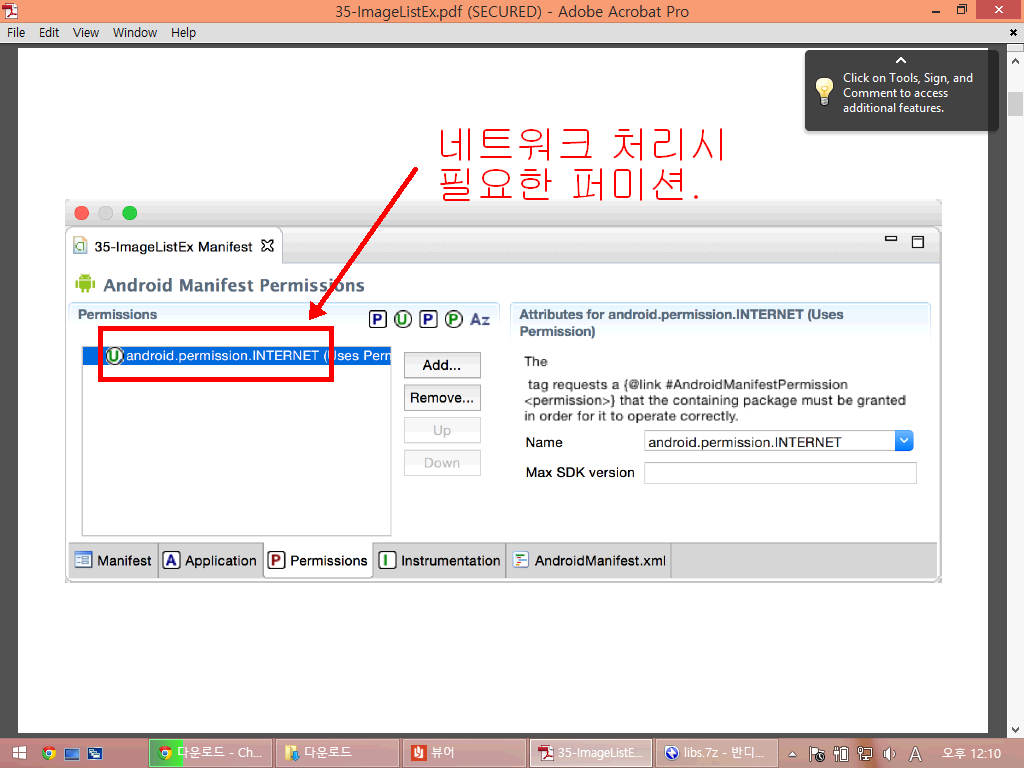 35-ImageListEx.pdf (SECURED) - Adobe Acrobat Pro
File Edit View Window Help
Click on Tools, Sign, and
Comment to access
additional features.
네트워크 처리시
필요한 퍼미션.
35-ImageListEx Manifest
Android Manifest Permissions
Permissions
P U P P Az
U android.permission.INTERNET (Uses Perm
Add...
Remove...
Up
Down
Attributes for android.permission.INTERNET (Uses
Permission)
The
tag requests a {@link #AndroidManifestPermission
<permission>} that the containing package must be granted
in order for it to operate correctly.
Name android.permission.INTERNET
Max SDK version
Manifest A Application P Permissions I Instrumentation AndroidManifest.xml
다운로드 - Ch... 다운로드 뷰어 35-ImageListE... libs.7z - 반디... A 오후 12:10